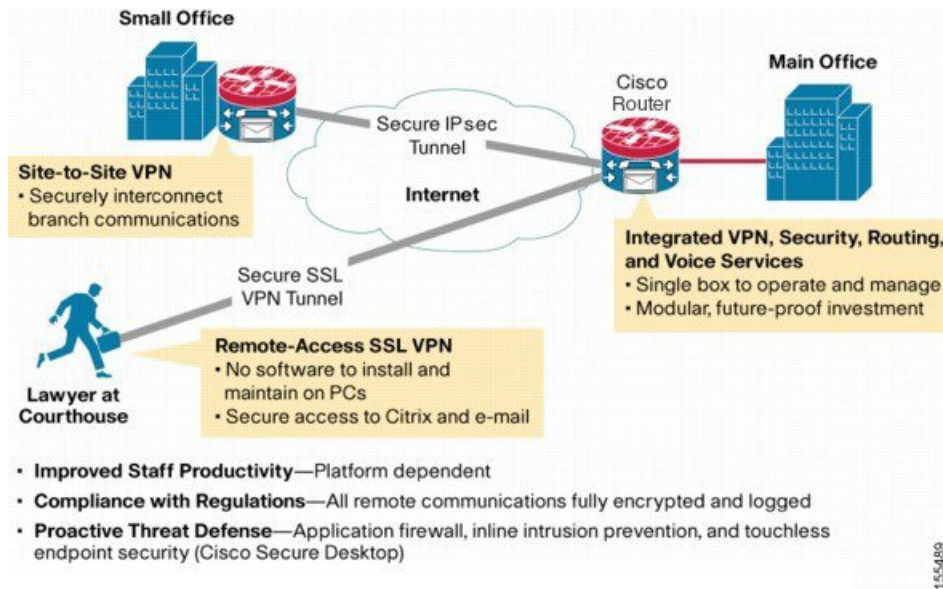 Small Office
Cisco
Router
Main Office
Secure IPsec
Tunnel
Internet
Site-to-Site VPN
• Securely interconnect
branch communications
Integrated VPN, Security, Routing,
and Voice Services
• Single box to operate and manage
• Modular, future-proof investment
Secure SSL
VPN Tunnel
Lawyer at
Courthouse
Remote-Access SSL VPN
• No software to install and
maintain on PCs
• Secure access to Citrix and e-mail
• Improved Staff Productivity—Platform dependent
• Compliance with Regulations—All remote communications fully encrypted and logged
• Proactive Threat Defense—Application firewall, inline intrusion prevention, and touchless
endpoint security (Cisco Secure Desktop)
155489